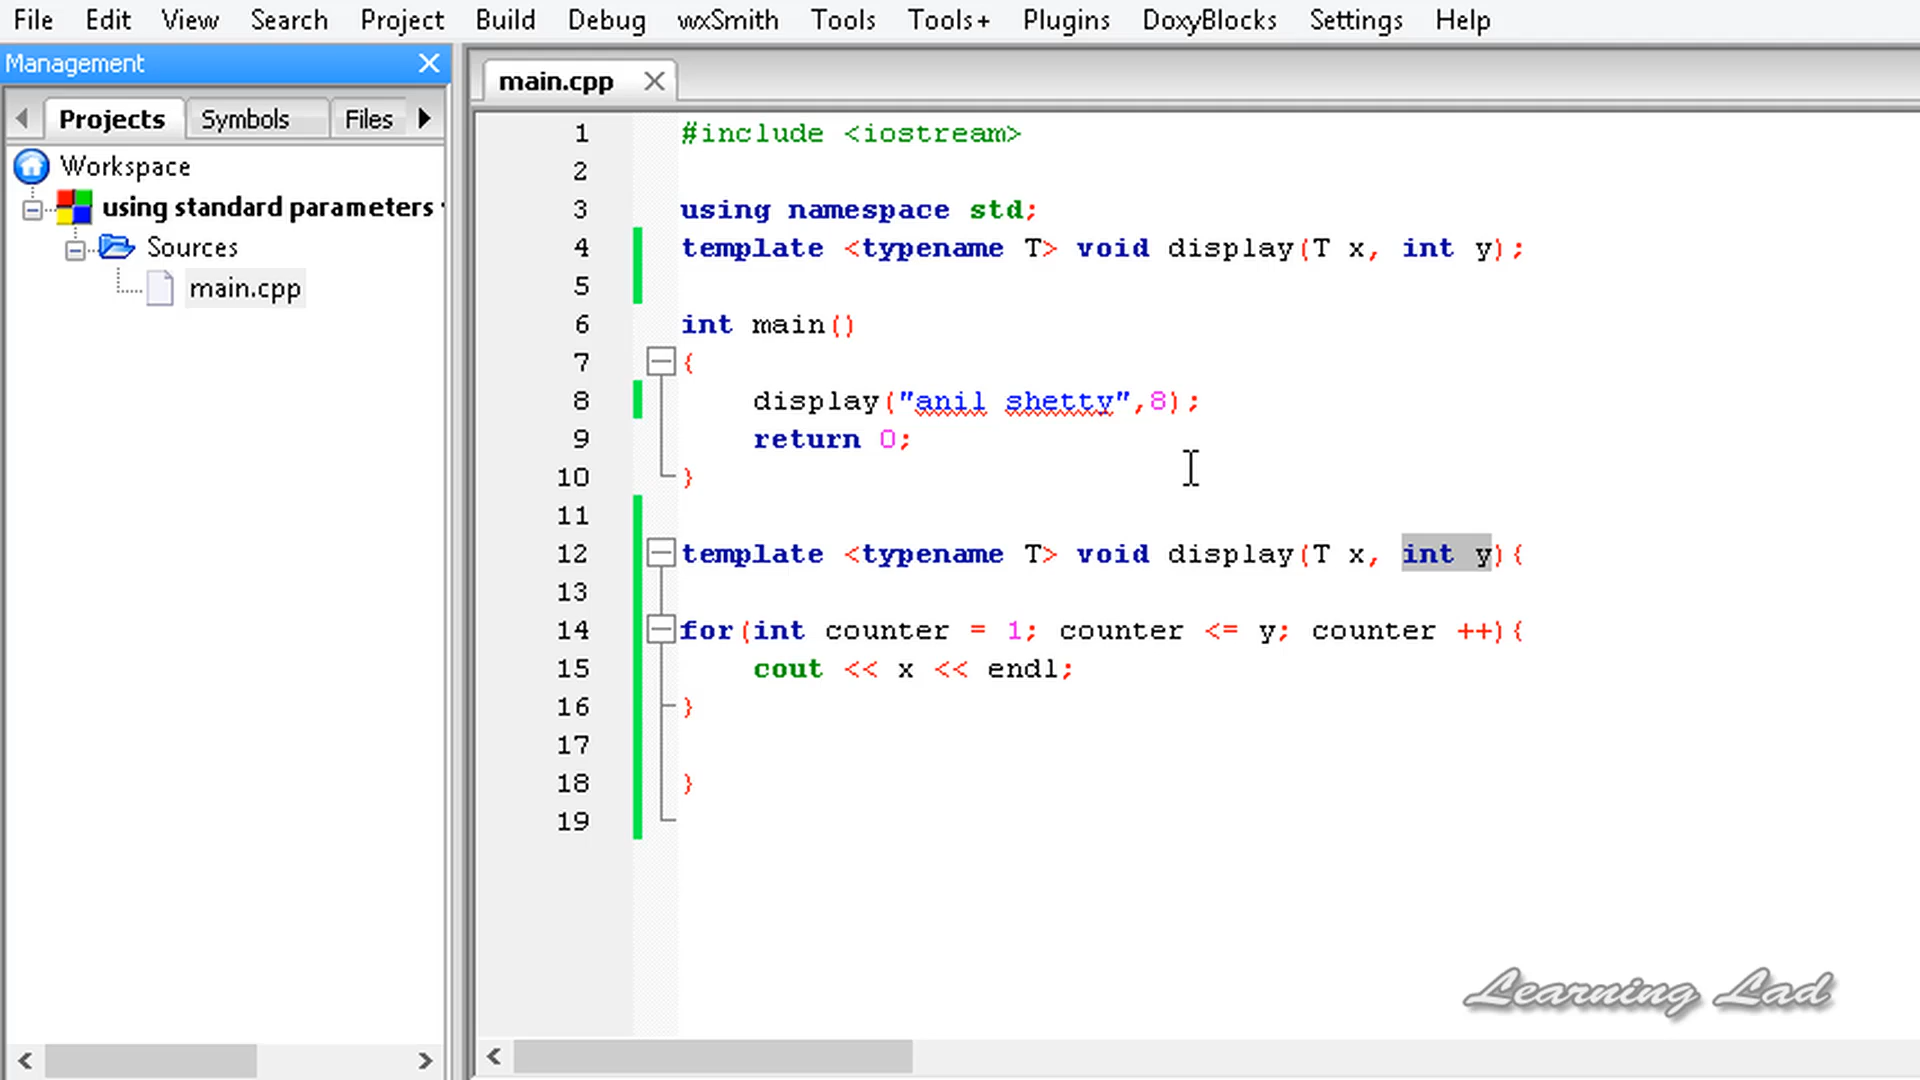 File Edit View Search Project Build Debug wxSmith Tools Tools+ Plugins DoxyBlocks Settings Help
Management
Projects Symbols Files
Workspace
using standard parameters
Sources
main.cpp
main.cpp
1 #include <iostream>
2
3 using namespace std;
4 template <typename T> void display(T x, int y);
5
6 int main()
7 {
8 display("anil shetty",8);
9 return 0;
10 }
11
12 template <typename T> void display(T x, int y){
13
14 for(int counter = 1; counter <= y; counter ++){
15 cout << x << endl;
16 }
17
18 }
19
Learning Lad